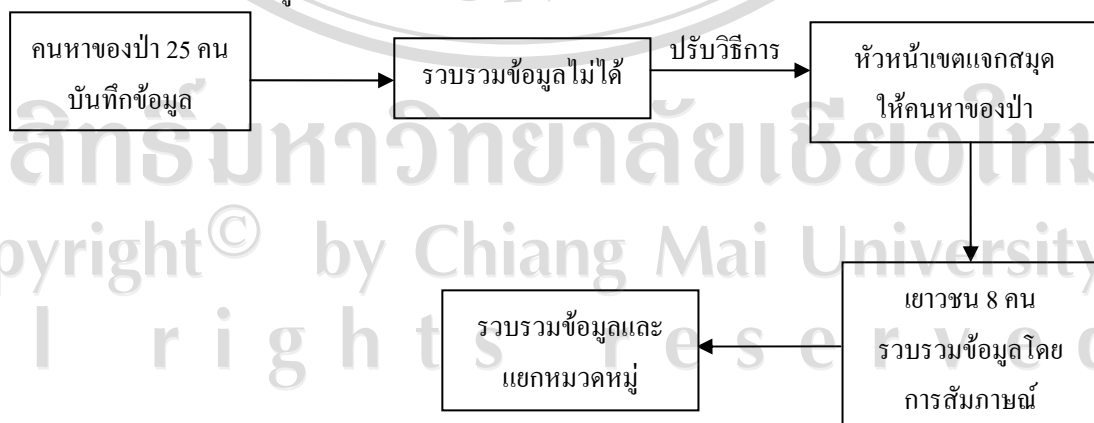 คนหาของป่า 25 คน
บันทึกข้อมูล
รวบรวมข้อมูลไม่ได้
ปรับวิธีการ
หัวหน้าเขตแจกสมุด
ให้คนหาของป่า
เยาวชน 8 คน
รวบรวมข้อมูลโดย
การสัมภาษณ์
รวบรวมข้อมูลและ
แยกหมวดหมู่
สิทธิ์มหาวิทยาลัยเชียงใหม
pyright© by Chiang Mai University
l rights reserved